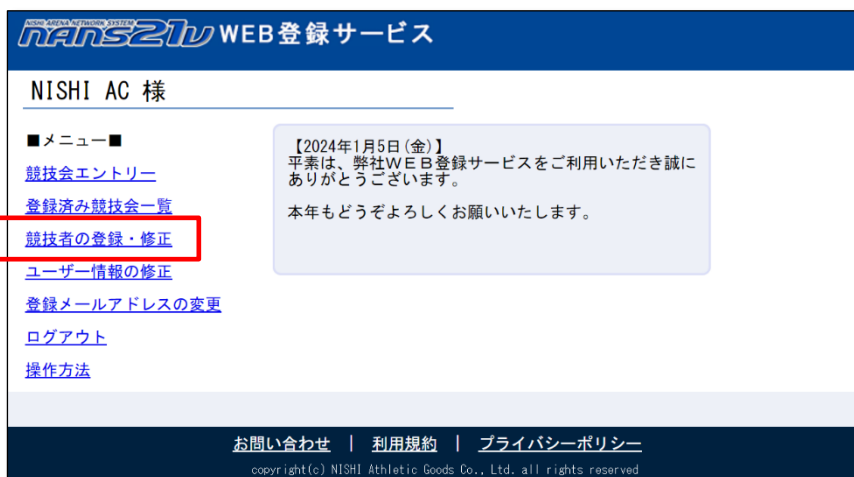 NISHI ARENA NETWORK SYSTEM
nans21v WEB登録サービス
NISHI AC 様
■メニュー■
競技会エントリー
登録済み競技会一覧
競技者の登録・修正
ユーザー情報の修正
登録メールアドレスの変更
ログアウト
操作方法
【2024年1月5日(金)】
平素は、弊社ＷＥＢ登録サービスをご利用いただき誠に
ありがとうございます。
本年もどうぞよろしくお願いいたします。
お問い合わせ | 利用規約 | プライバシーポリシー
copyright(c) NISHI Athletic Goods Co., Ltd. all rights reserved